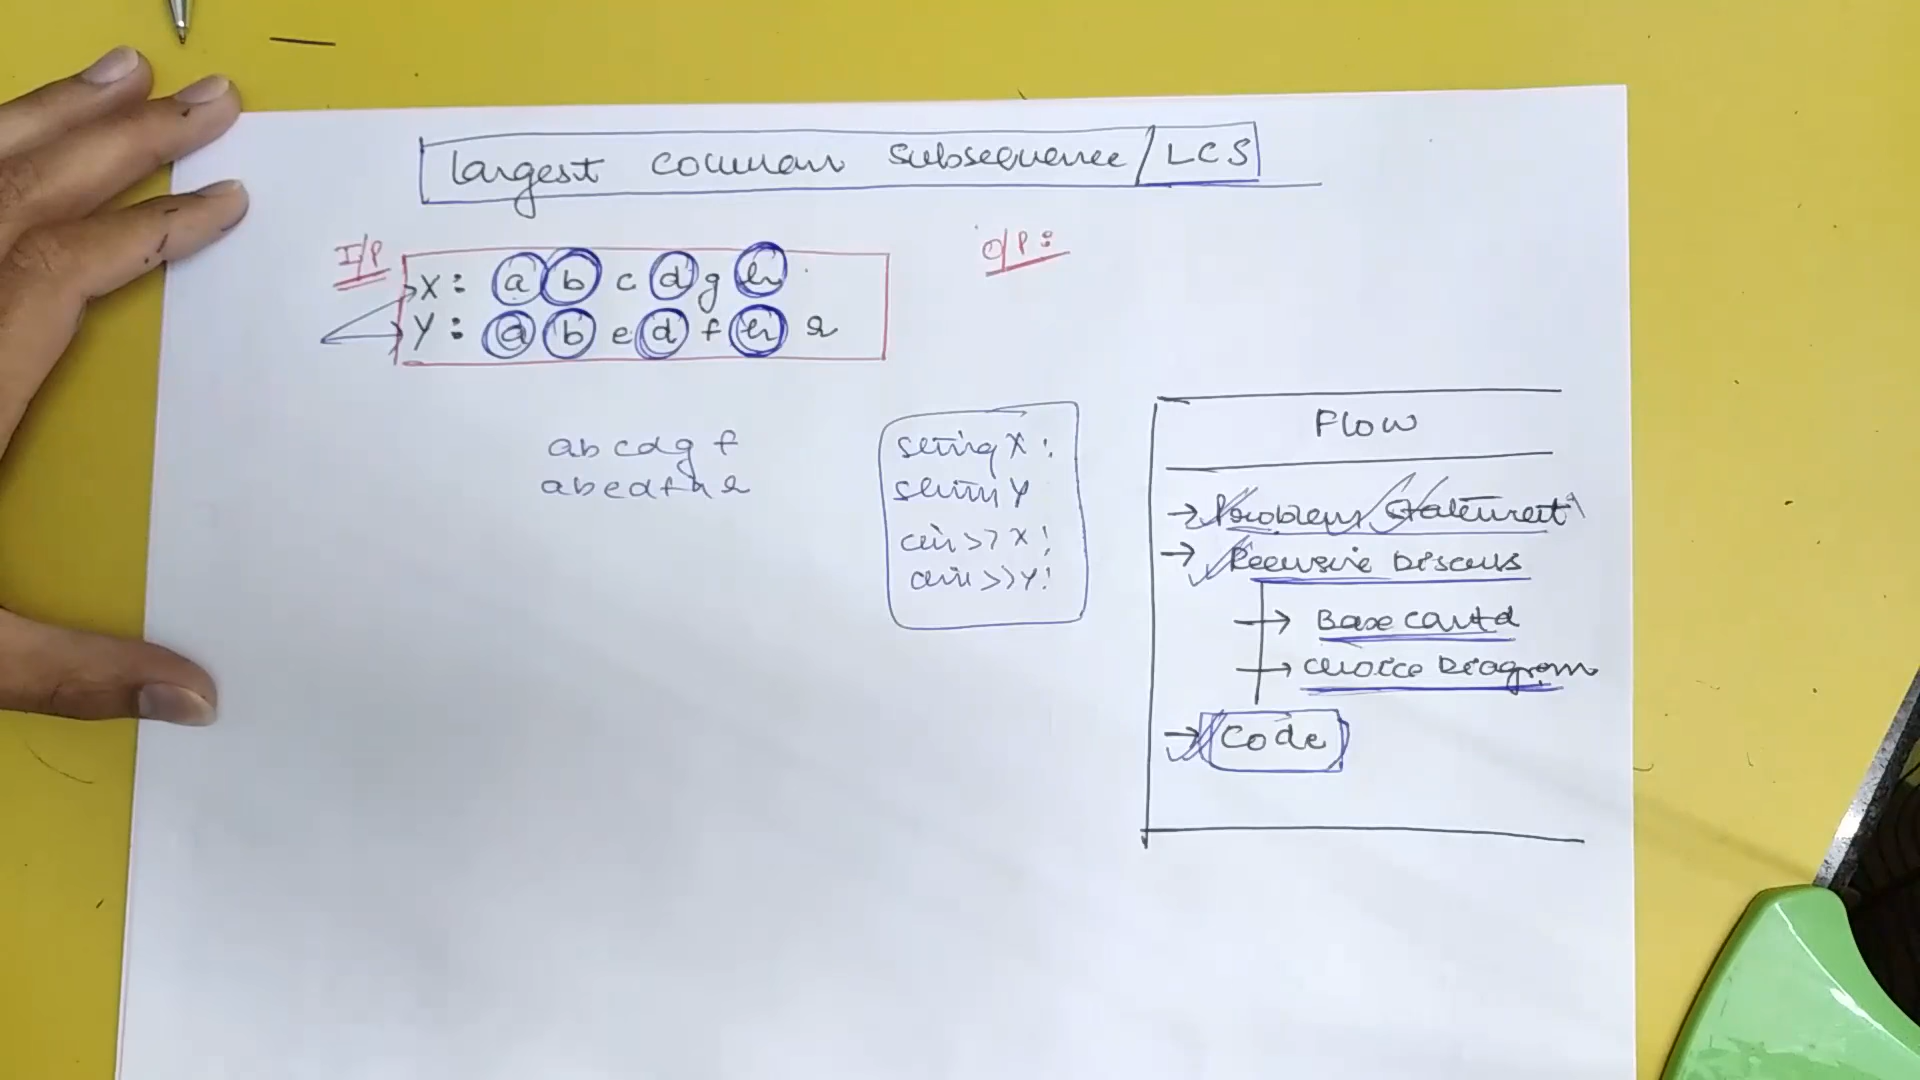 Largest common subsequence / LCS
I/P
O/P:
X: a b c d g h
Y: a b e d f h r
abcdgf
abedfhr
string X;
string Y
cin>>X;
cin>>Y;
Flow
→ Problem Statement
→ Recursive Discuss
→ Base Contd
→ Choice Diagram
→ Code